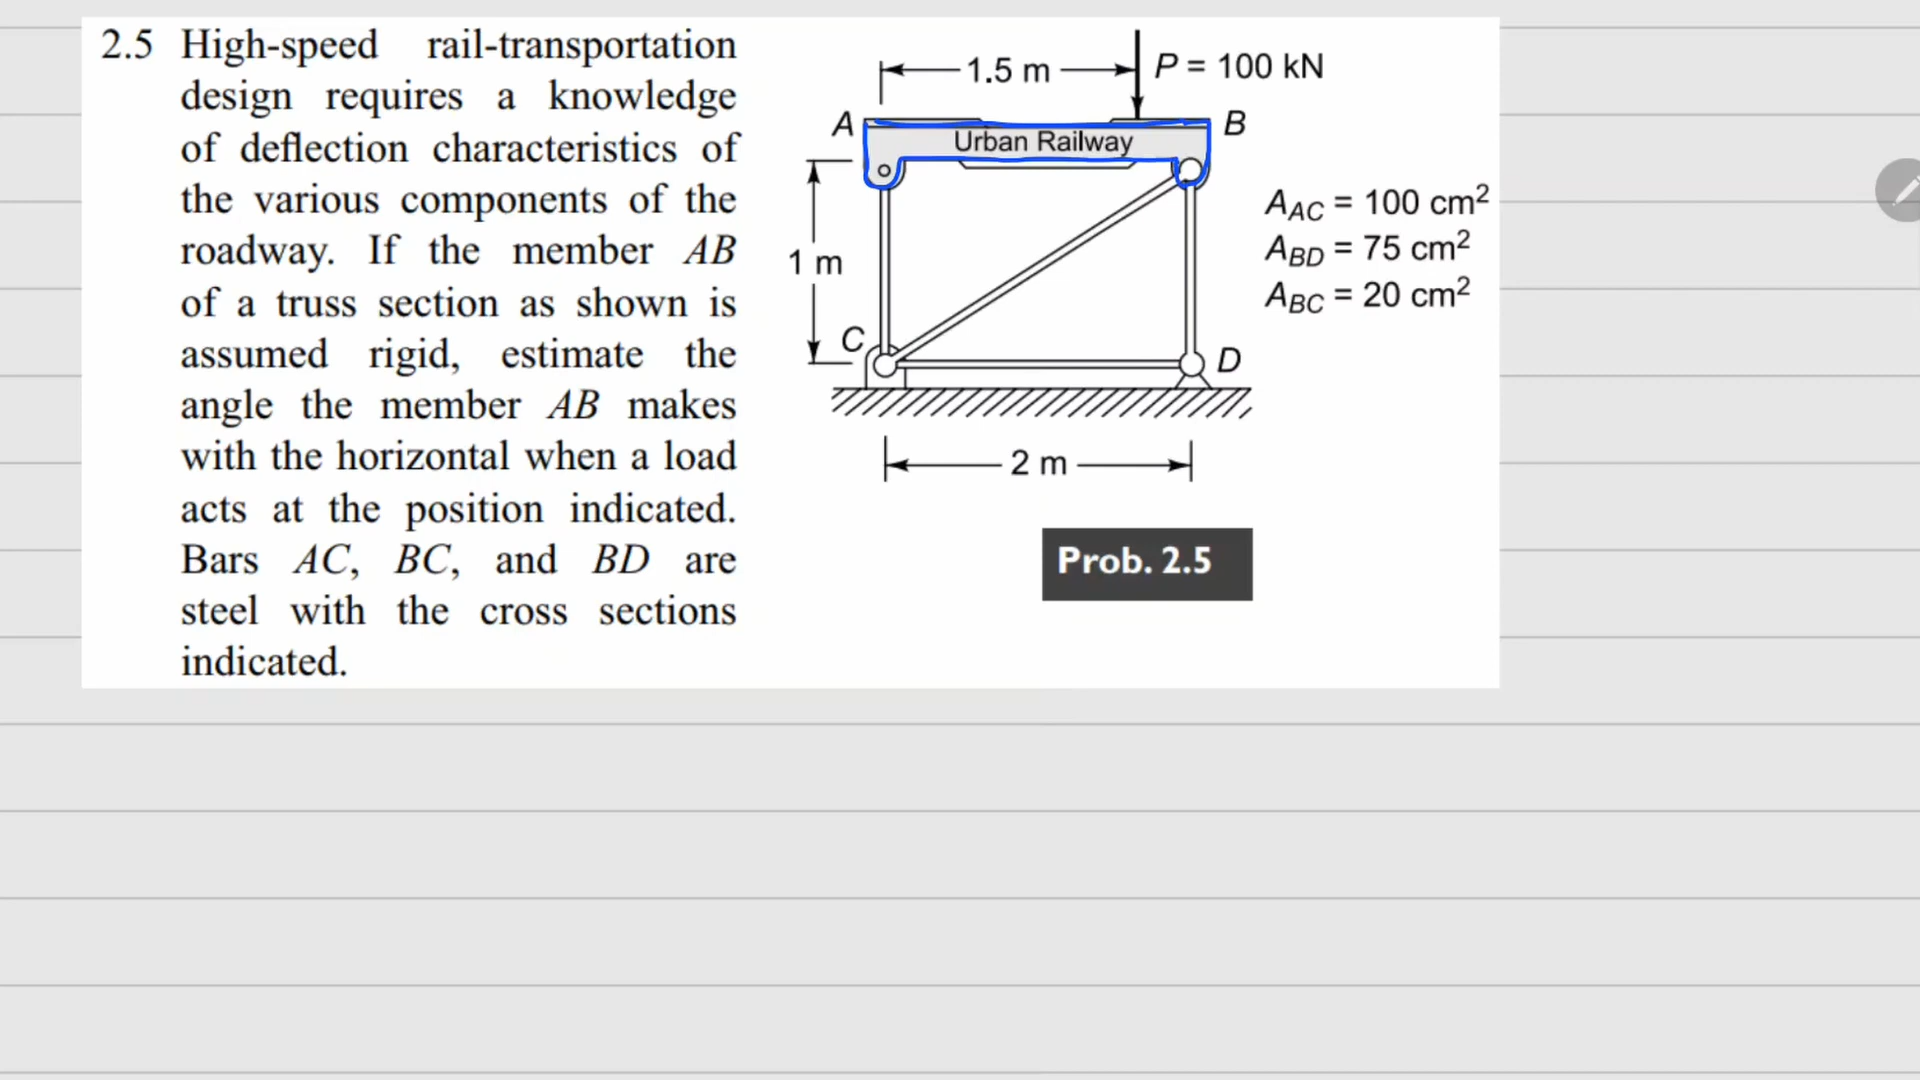 2.5 High-speed rail-transportation
design requires a knowledge
of deflection characteristics of
the various components of the
roadway. If the member AB
of a truss section as shown is
assumed rigid, estimate the
angle the member AB makes
with the horizontal when a load
acts at the position indicated.
Bars AC, BC, and BD are
steel with the cross sections
indicated.
1.5 m
P = 100 kN
A
B
Urban Railway
1 m
C
D
2 m
A_AC = 100 cm²
A_BD = 75 cm²
A_BC = 20 cm²
Prob. 2.5